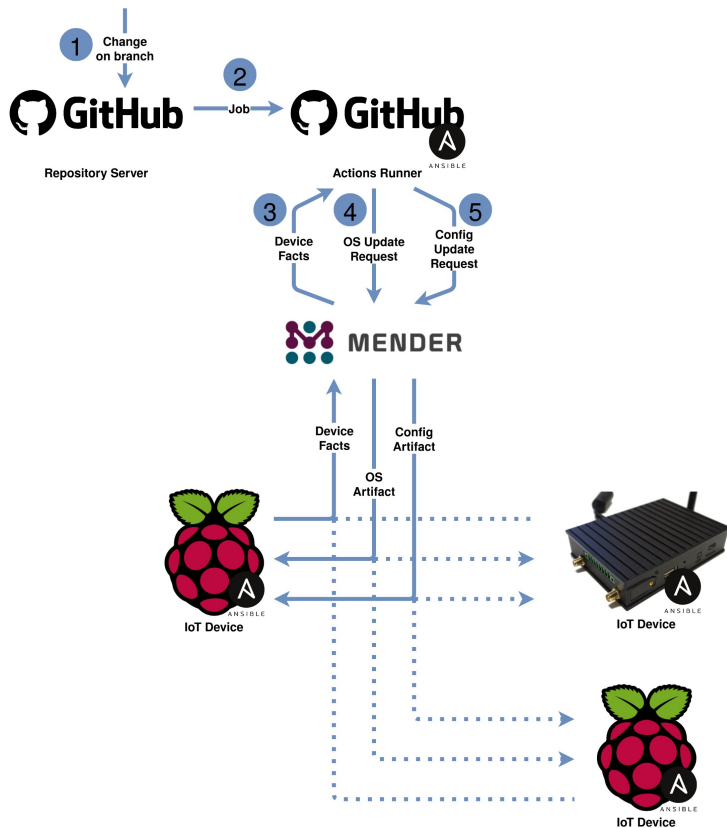 1
Change
on branch
2
Job
GitHub
GitHub
ANSIBLE
Repository Server
Actions Runner
3
4
5
Device
Facts
OS Update
Request
Config
Update
Request
MENDER
Device
Facts
Config
Artifact
OS
Artifact
ANSIBLE
IoT Device
ANSIBLE
IoT Device
ANSIBLE
IoT Device